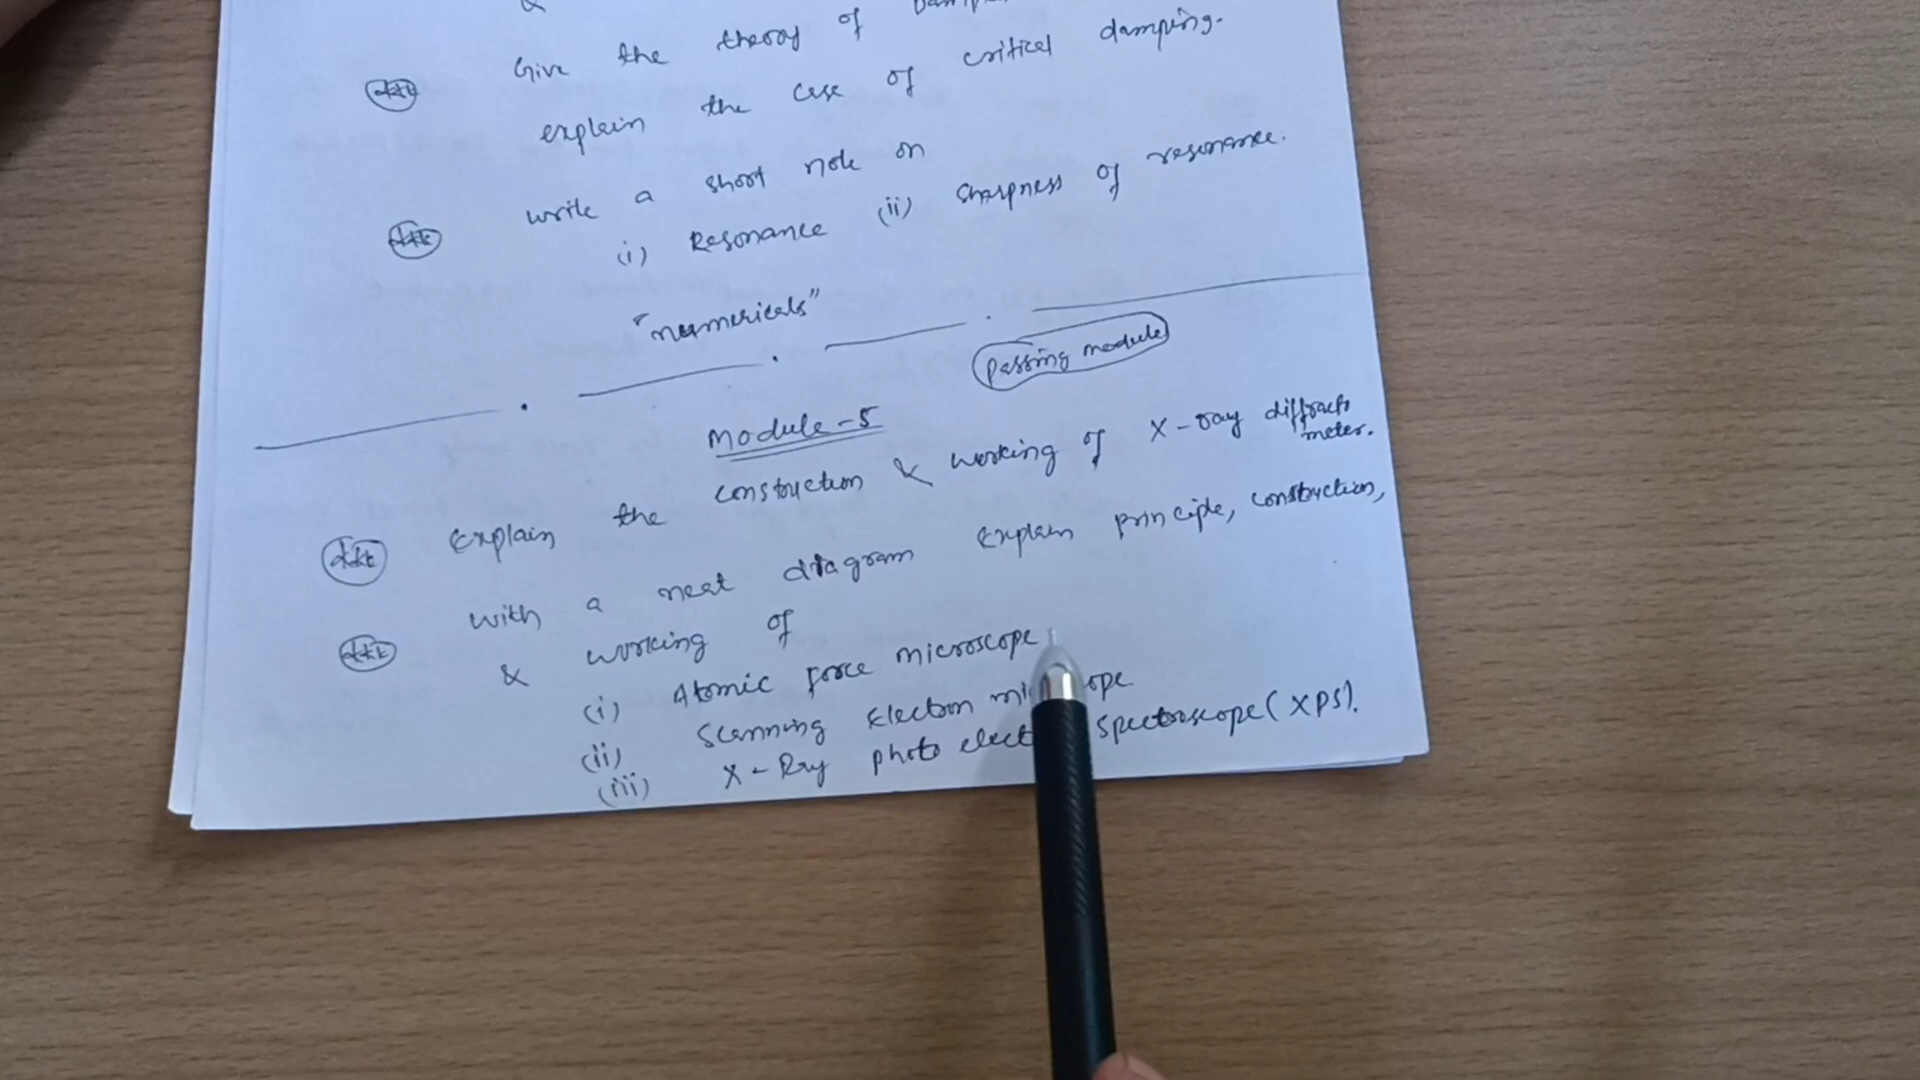 &
Give the theory of
*** explain the case of critical damping.
write a short note on
*** (i) Resonance (ii) Sharpness of resonance.
"numericals"
Passing module
Module-5
*** Explain the construction & working of X-ray diffracto
meter.
with a neat diagram explain principle, construction,
*** & working of
(i) Atomic force microscope
(ii) Scanning Electron
(iii) X-Ray photo spectroscope (XPS).